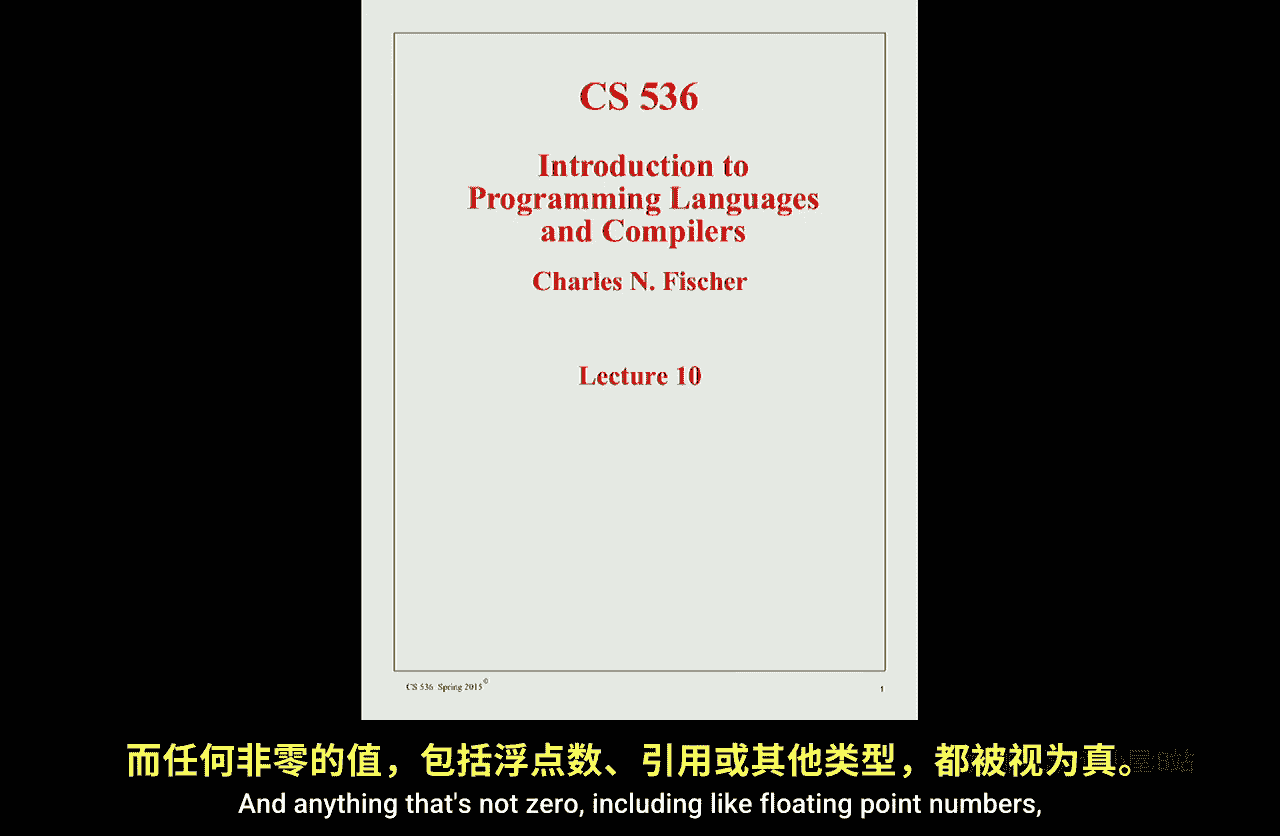 CS 536
Introduction to
Programming Languages
and Compilers
Charles N. Fischer
Lecture 10
CS 536 Spring 2015©
1
而任何非零的值，包括浮点数、引用或其他类型，都被视为真。
And anything that's not zero, including like floating point numbers,